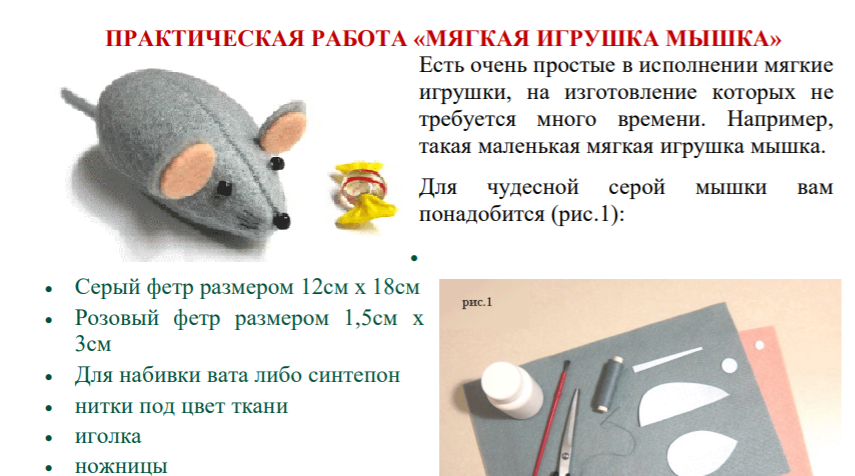 ПРАКТИЧЕСКАЯ РАБОТА «МЯГКАЯ ИГРУШКА МЫШКА»
Есть очень простые в исполнении мягкие
игрушки, на изготовление которых не
требуется много времени. Например,
такая маленькая мягкая игрушка мышка.
Для чудесной серой мышки вам
понадобится (рис.1):
•
• Серый фетр размером 12см х 18см
• Розовый фетр размером 1,5см х
3см
• Для набивки вата либо синтепон
• нитки под цвет ткани
• иголка
• ножницы
рис.1